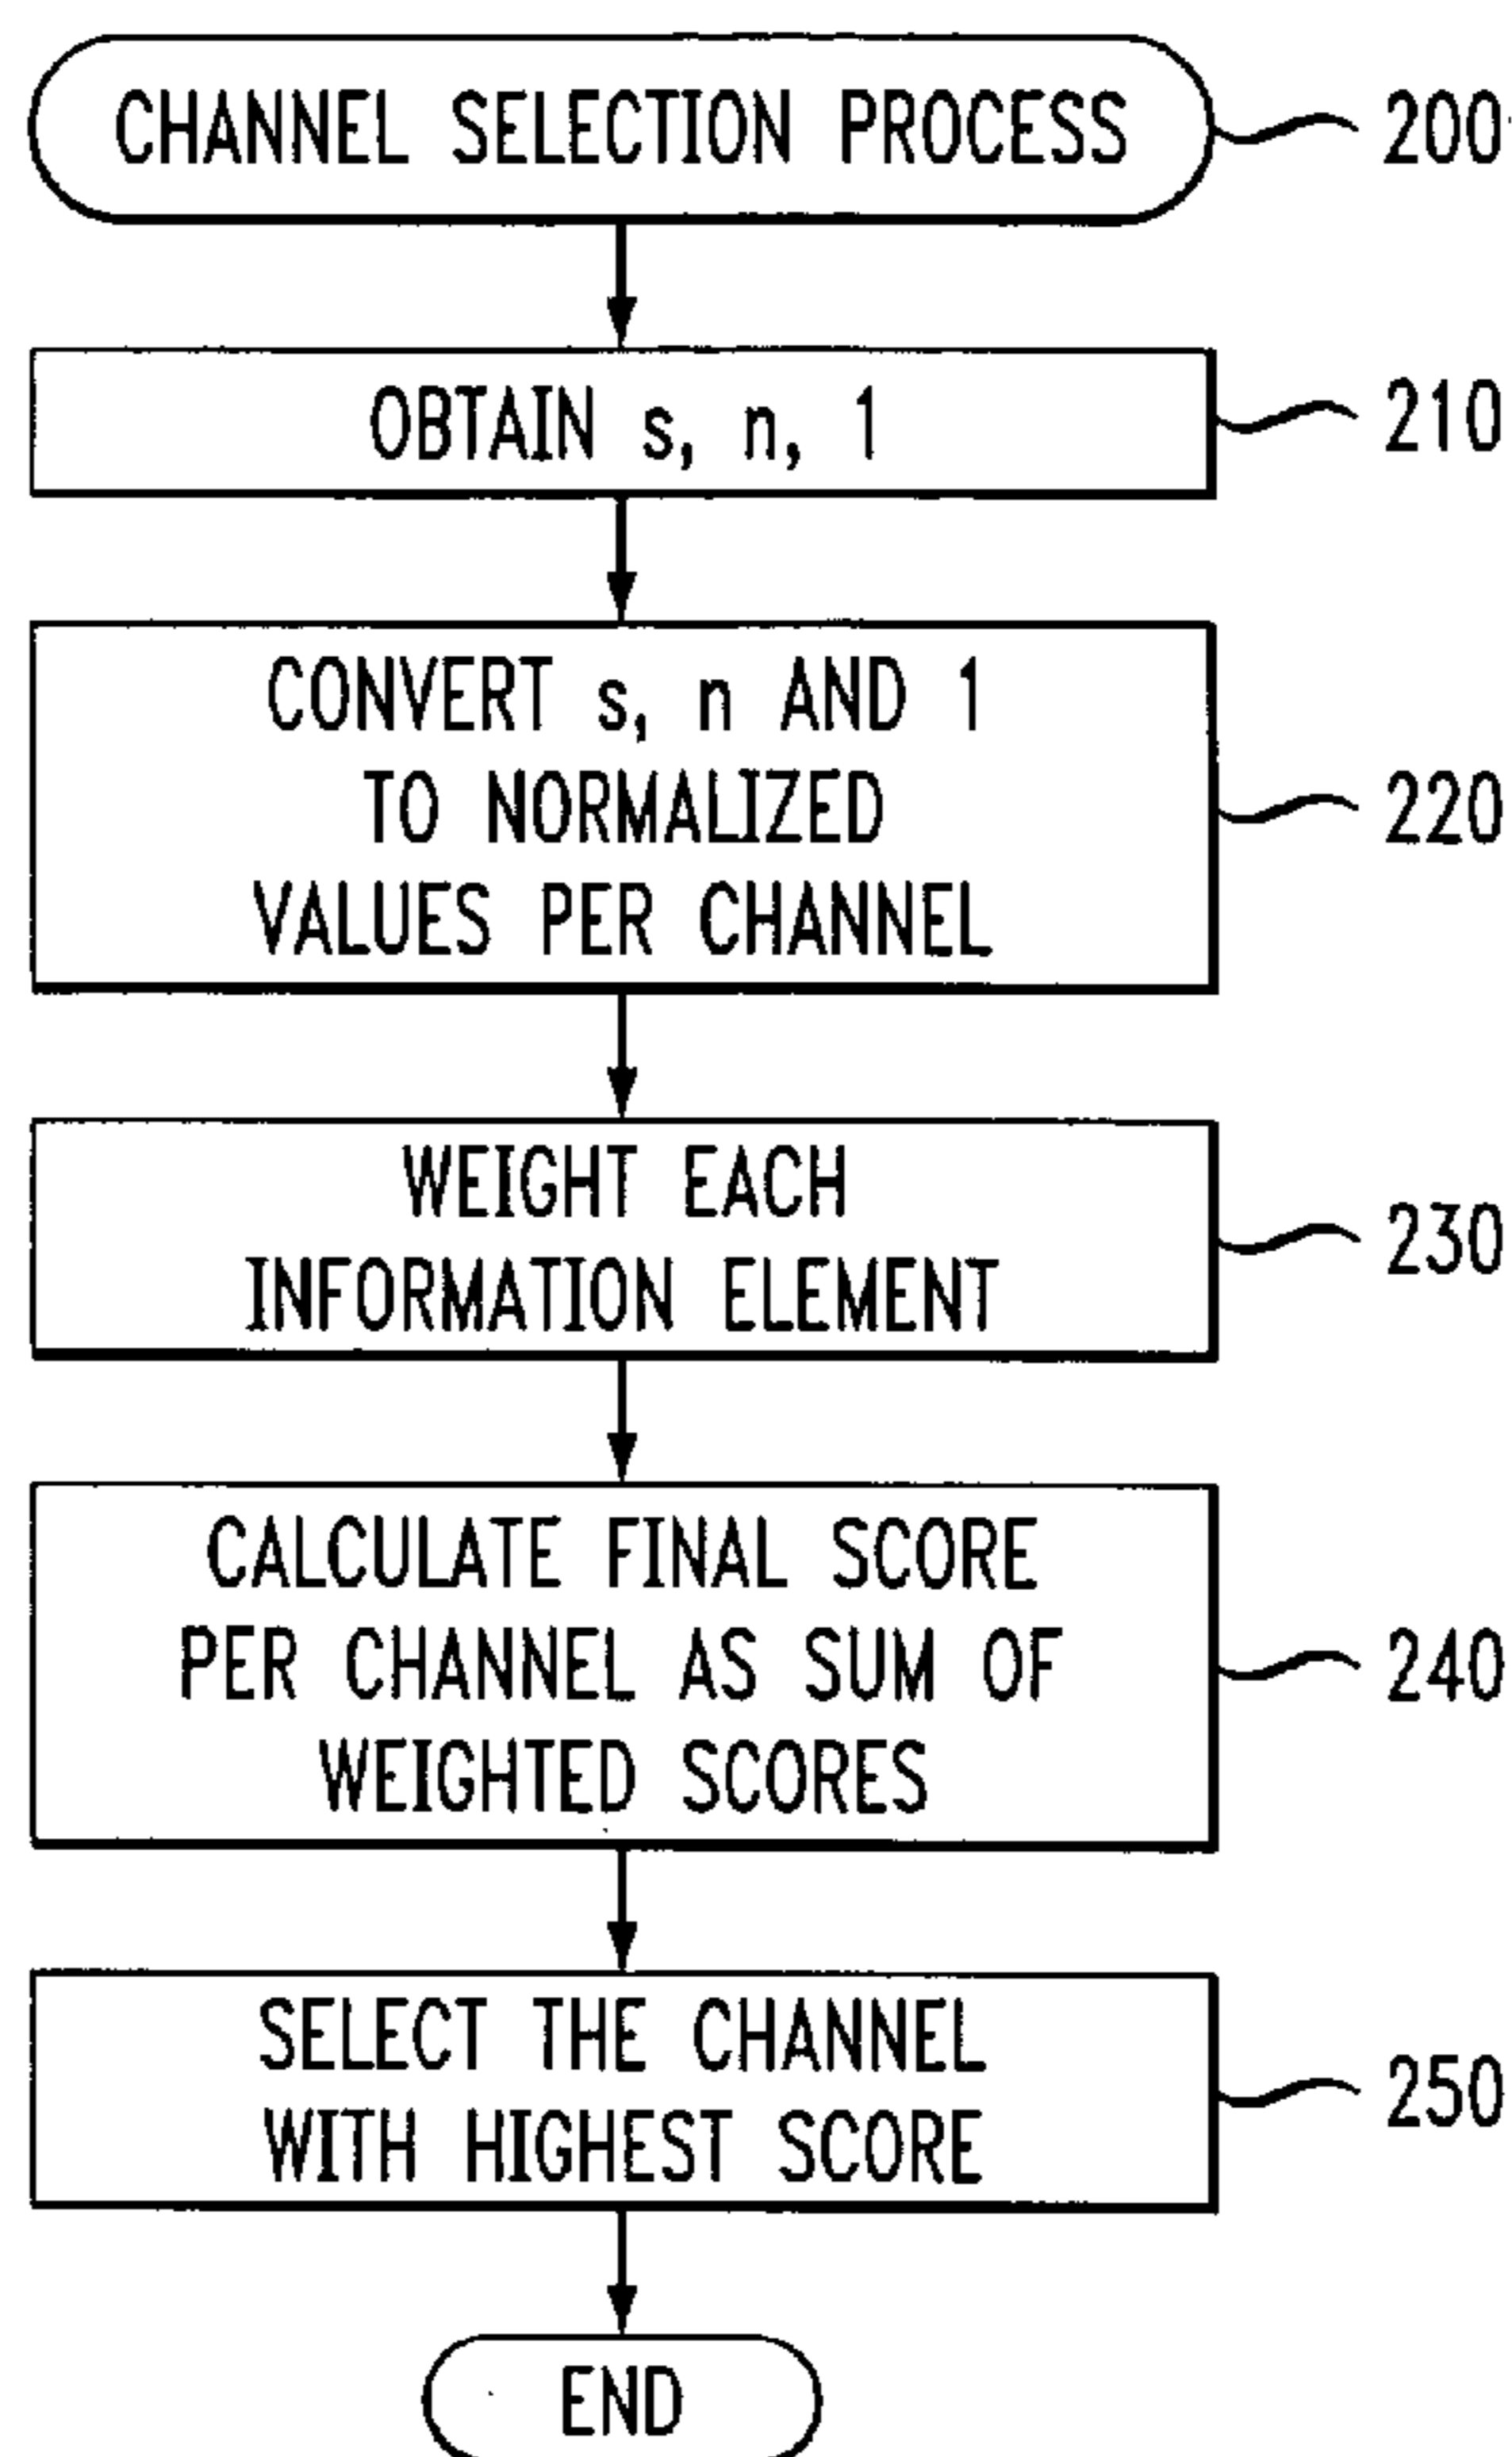 CHANNEL SELECTION PROCESS
200
OBTAIN s, n, 1
210
CONVERT s, n AND 1
TO NORMALIZED
VALUES PER CHANNEL
220
WEIGHT EACH
INFORMATION ELEMENT
230
CALCULATE FINAL SCORE
PER CHANNEL AS SUM OF
WEIGHTED SCORES
240
SELECT THE CHANNEL
WITH HIGHEST SCORE
250
END